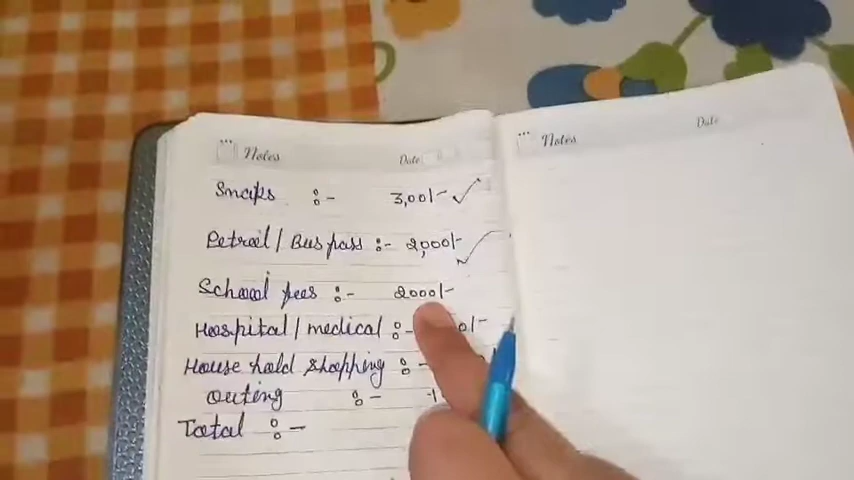 Notes Date
Snacks :- 3,00/-
Petrol / Bus pass :- 2,000/-
School fees :- 2000/-
Hospital / medical :-
House hold shopping :-
outing :-
Total :-
Notes Date